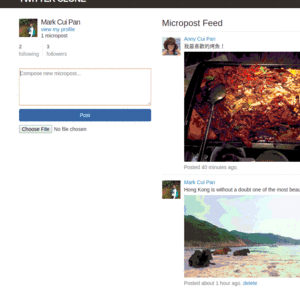 TWITTER CLONE
Mark Cui Pan
view my profile
1 micropost
2
3
following
followers
Compose new micropost...
Post
Choose File No file chosen
Micropost Feed
Anny Cui Pan
我最喜歡的烤魚！
Posted 40 minutes ago.
Mark Cui Pan
Hong Kong is without a doubt one of the most
Posted about 1 hour ago. delete